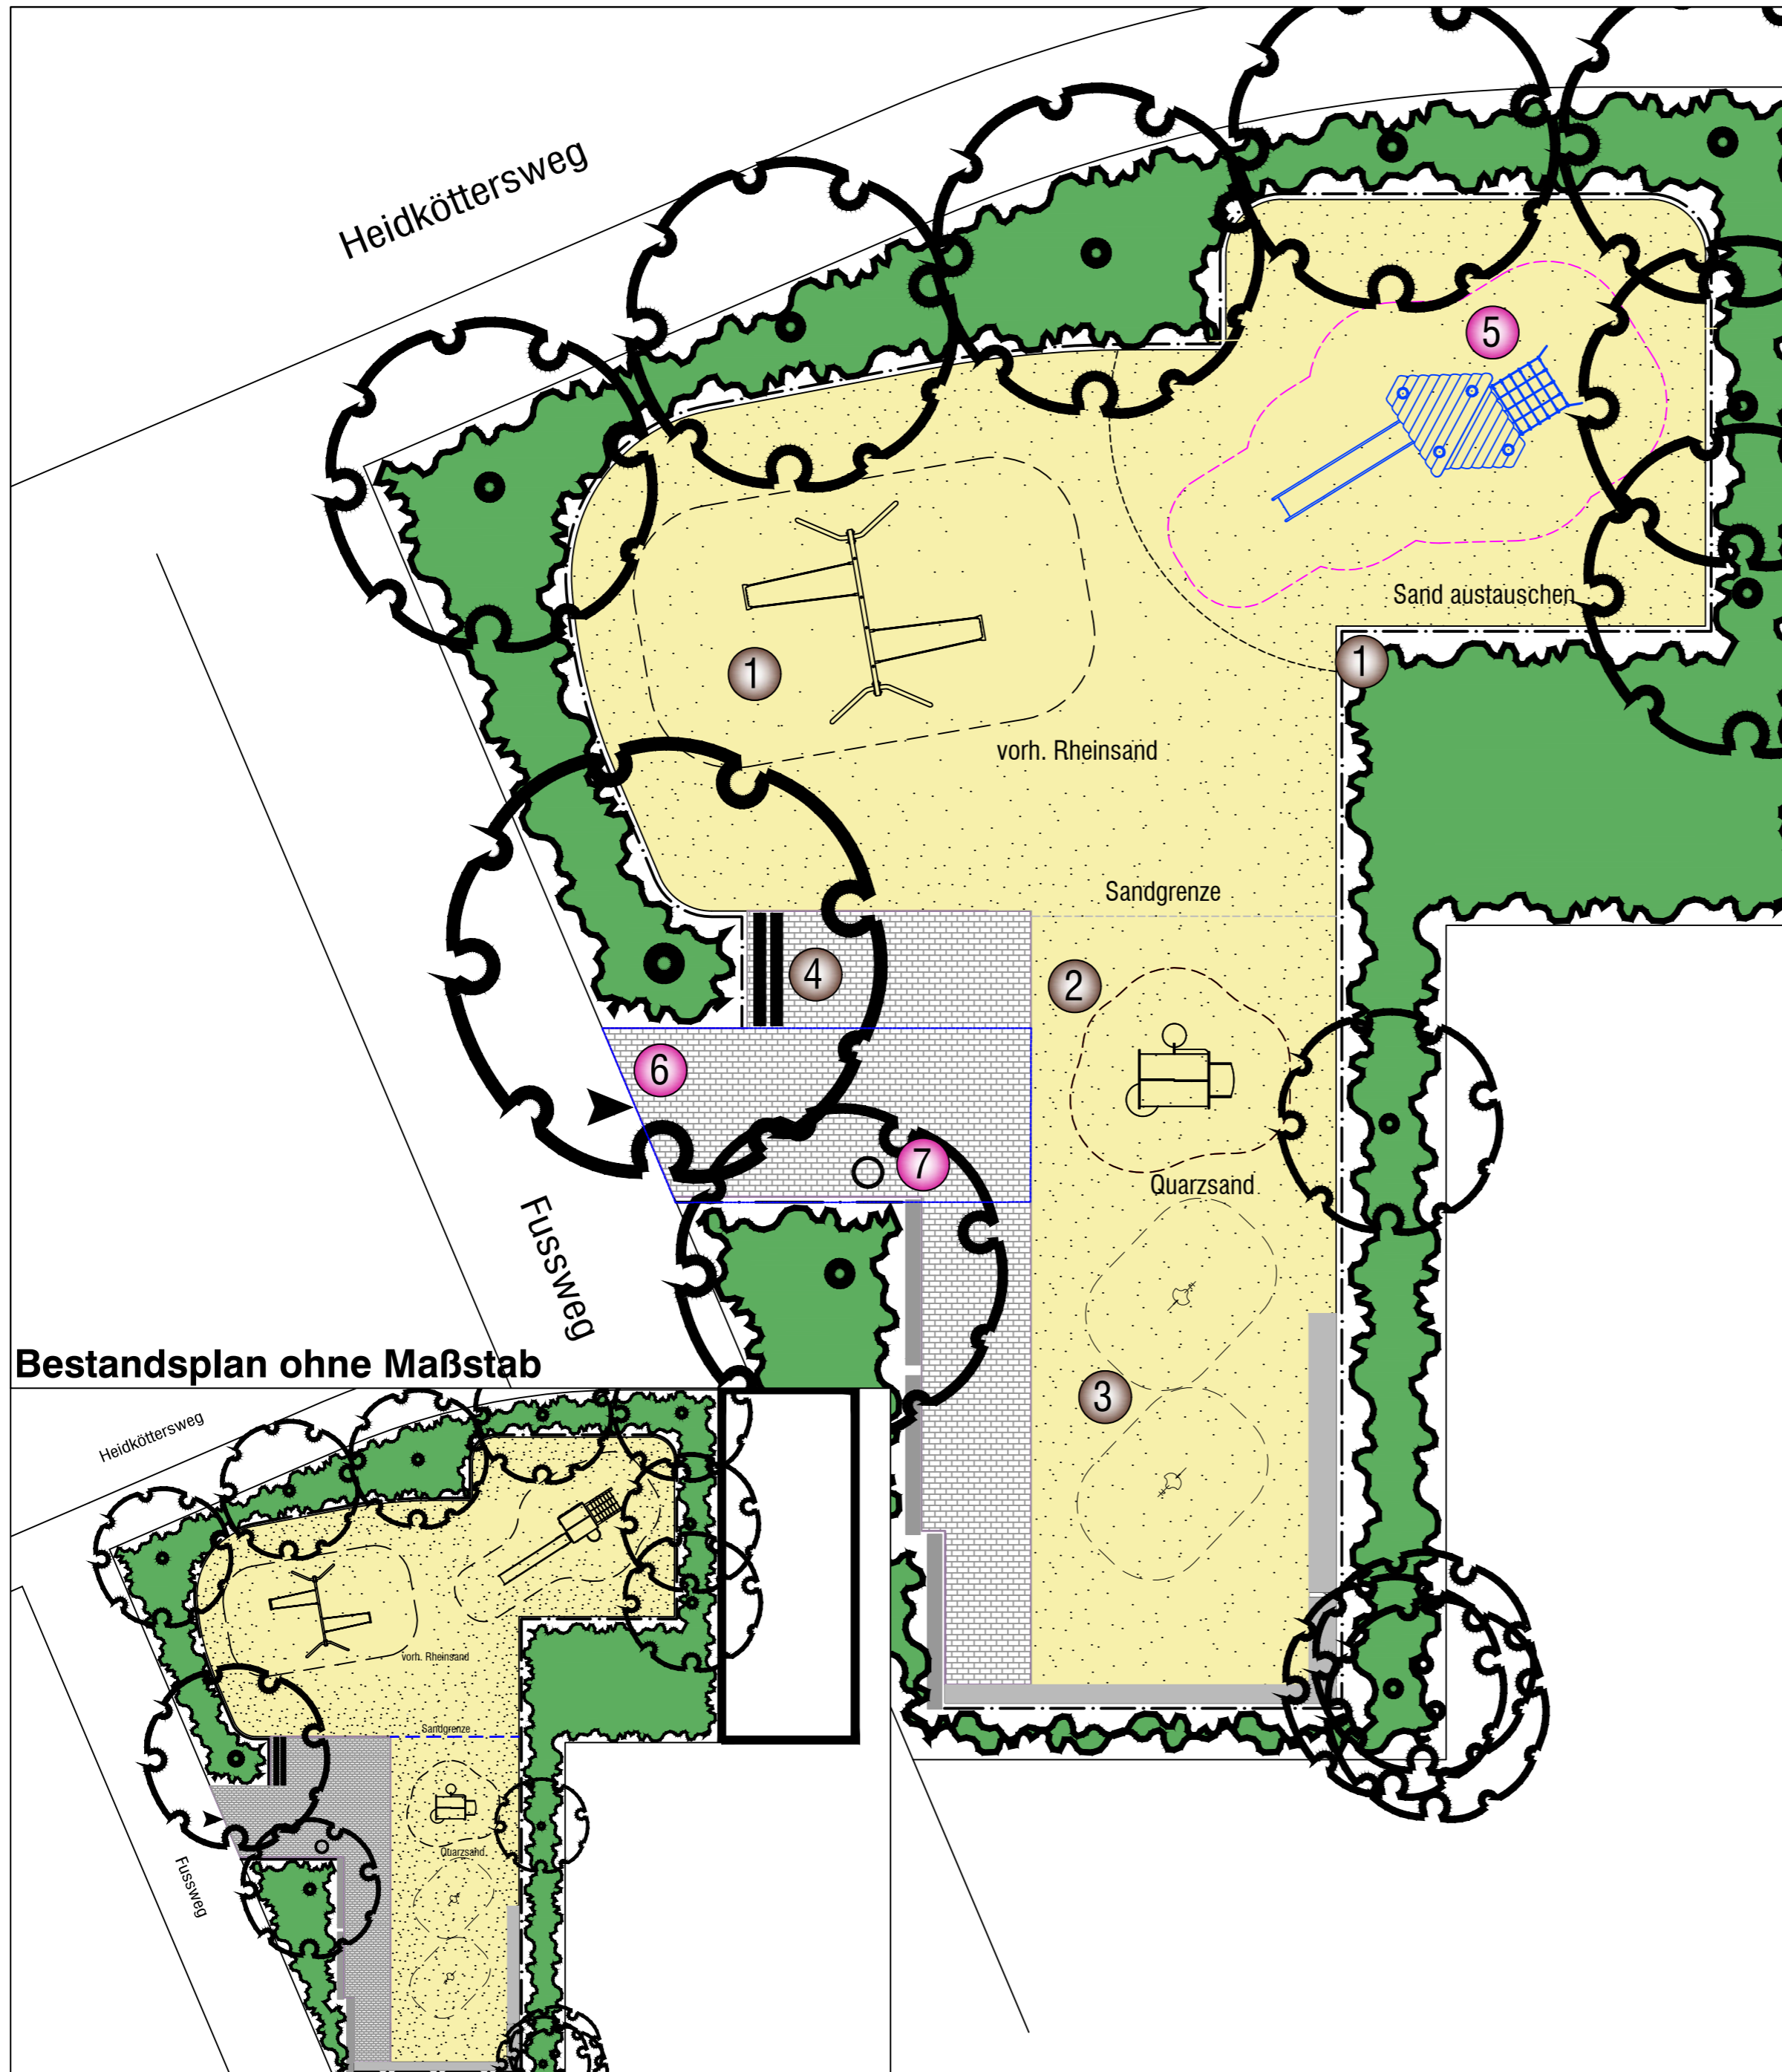 Heidköttersweg
5
Sand austauschen
1
1
vorh. Rheinsand
Sandgrenze
4
2
6
7
Quarzsand
Fussweg
3
Bestandsplan ohne Maßstab
Heidköttersweg
vorh. Rheinsand
Sandgrenze
Quarzsand
Fussweg